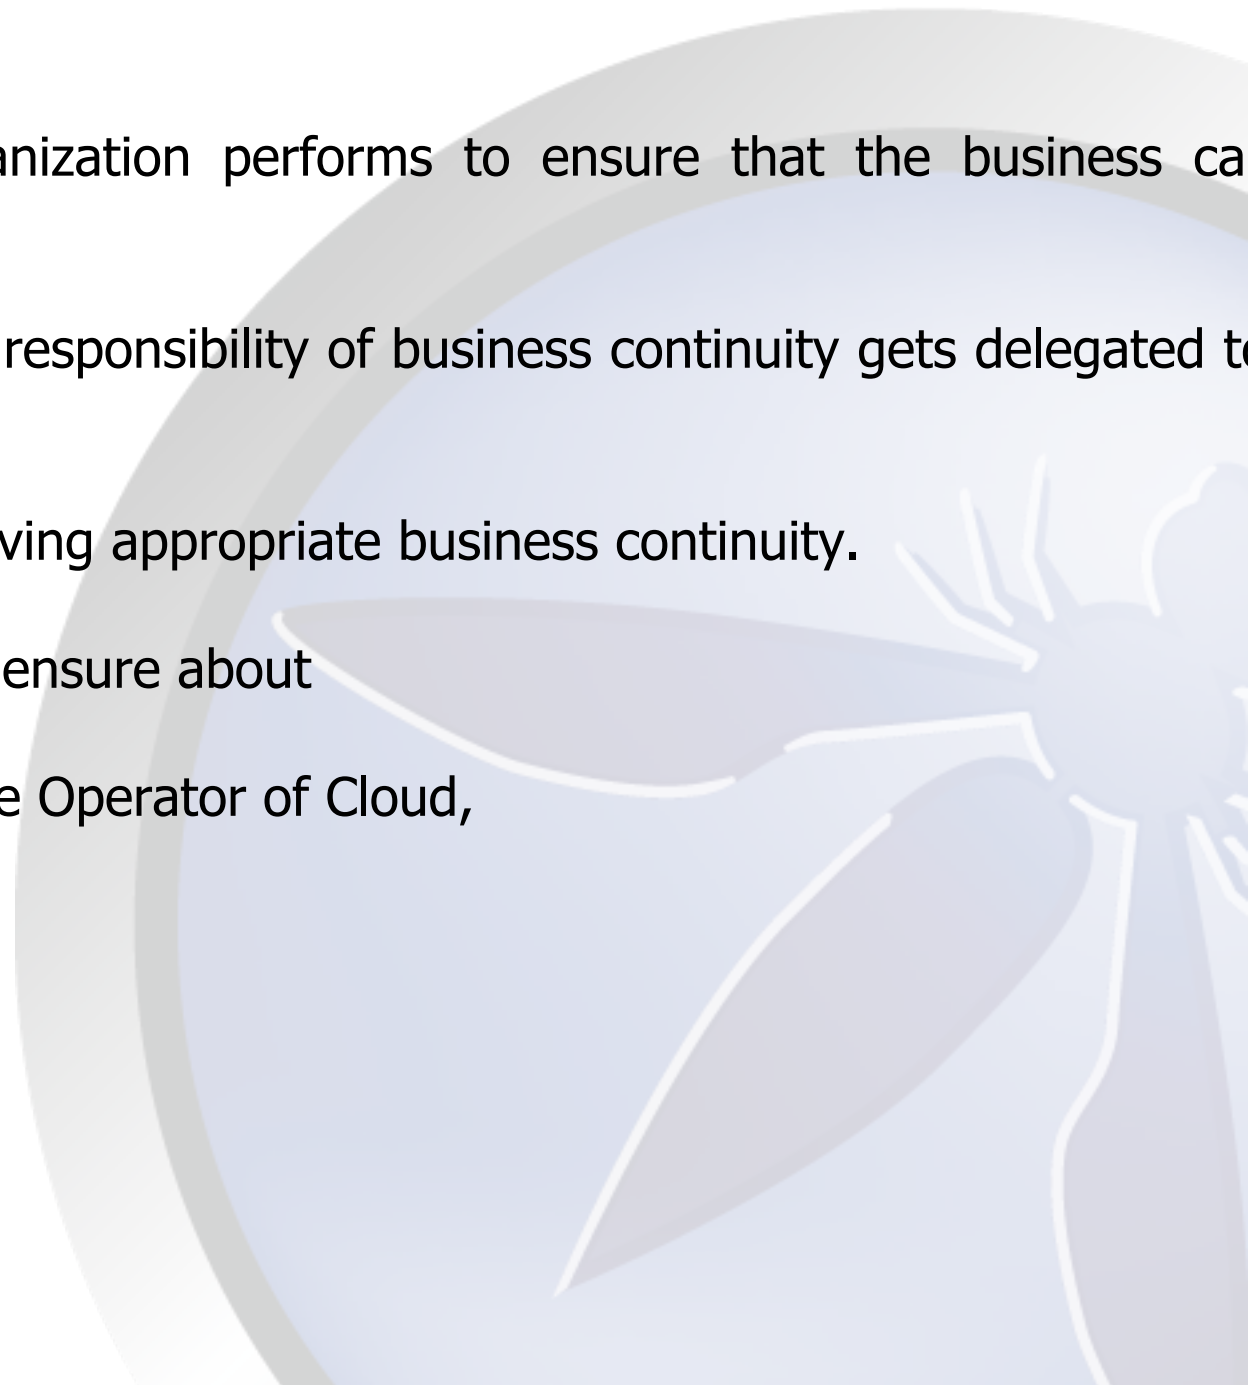 anization performs to ensure that the business ca
responsibility of business continuity gets delegated to
ving appropriate business continuity.
ensure about
e Operator of Cloud,